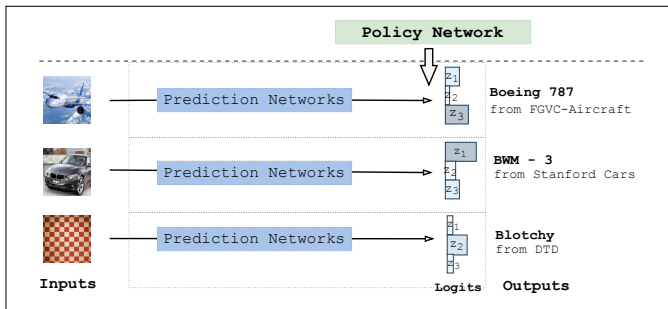 Policy Network
Prediction Networks
z1
z2
z3
Boeing 787
from FGVC-Aircraft
Prediction Networks
z1
z2
z3
BWM - 3
from Stanford Cars
Prediction Networks
z1
z2
z3
Blotchy
from DTD
Inputs
Logits
Outputs